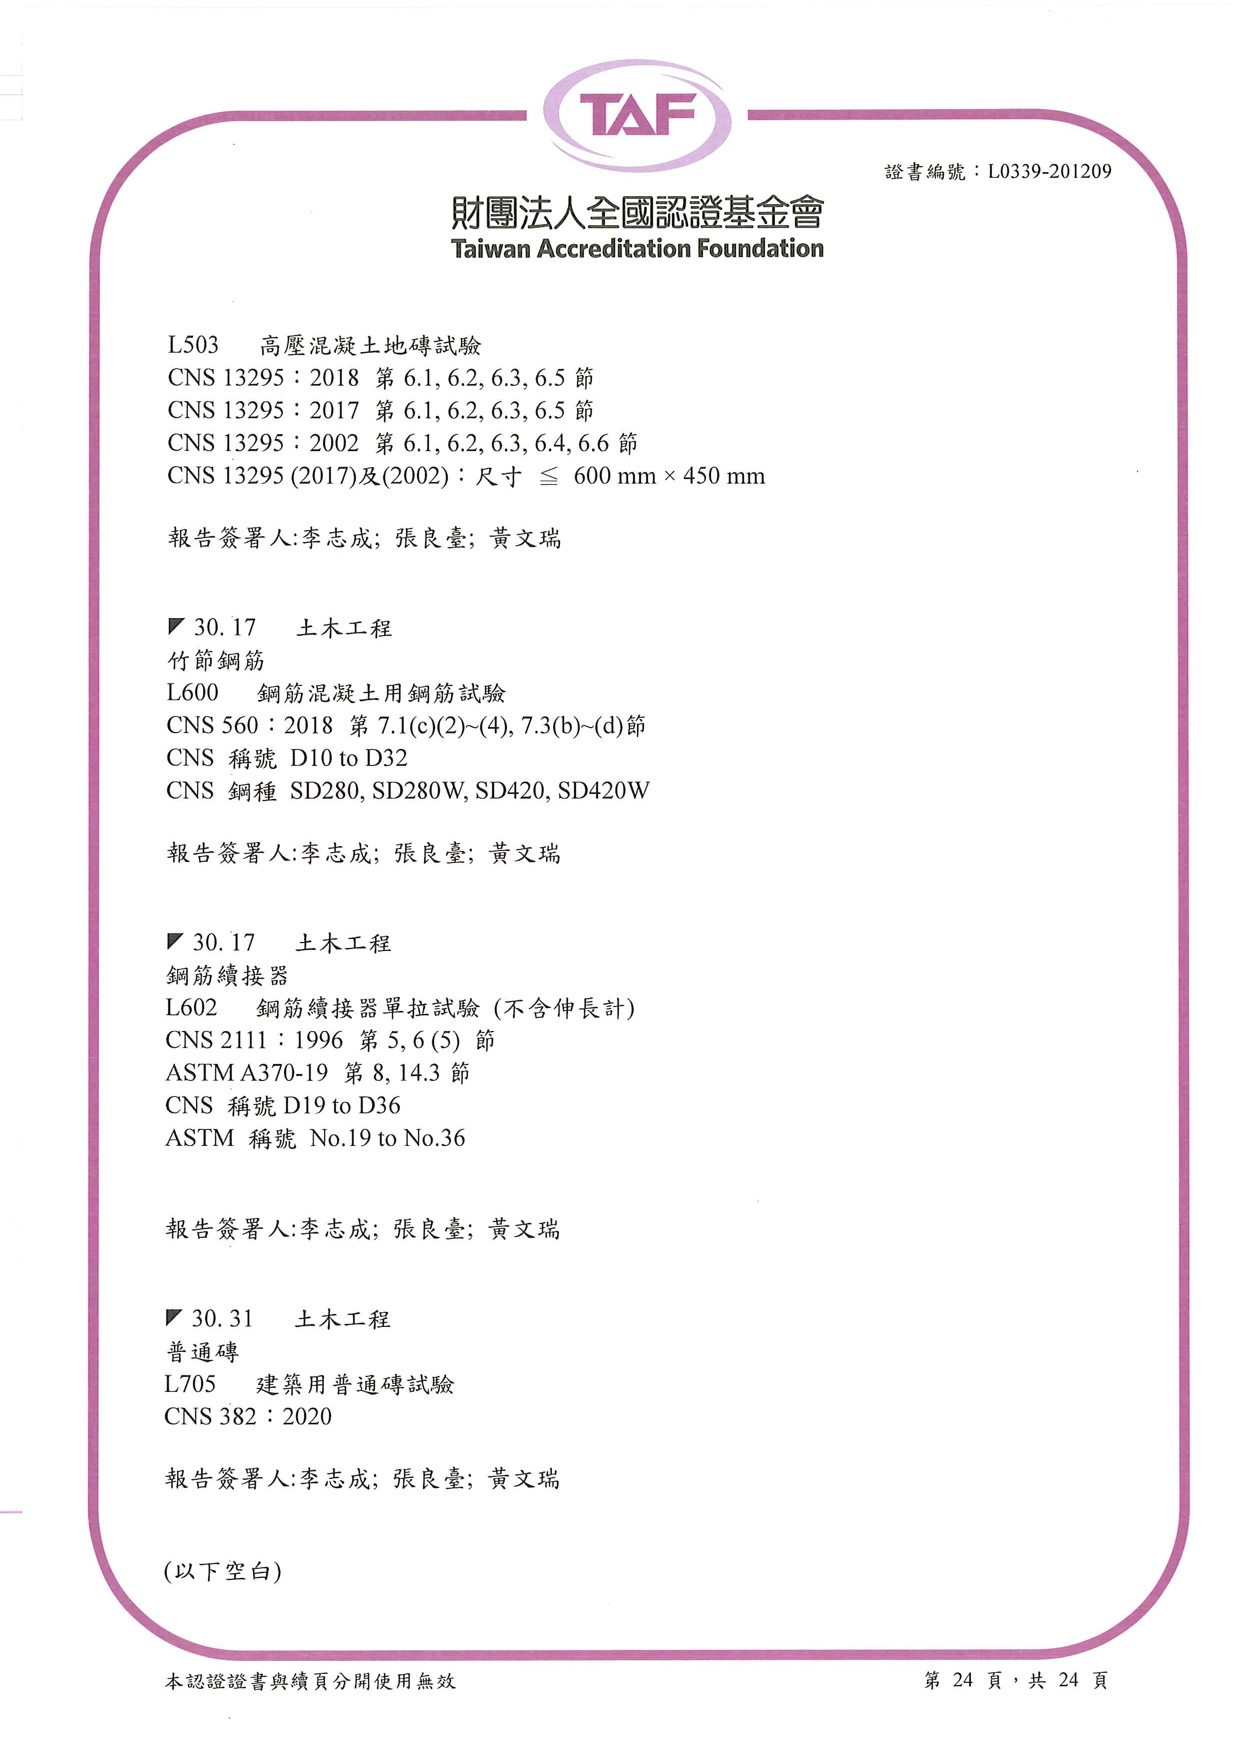 TAF
證書編號：L0339-201209
財團法人全國認證基金會
Taiwan Accreditation Foundation
L503 高壓混凝土地磚試驗
CNS 13295：2018 第 6.1, 6.2, 6.3, 6.5 節
CNS 13295：2017 第 6.1, 6.2, 6.3, 6.5 節
CNS 13295：2002 第 6.1, 6.2, 6.3, 6.4, 6.6 節
CNS 13295 (2017)及(2002)：尺寸 ≦ 600 mm × 450 mm
報告簽署人:李志成; 張良臺; 黃文瑞
◤ 30.17 土木工程
竹節鋼筋
L600 鋼筋混凝土用鋼筋試驗
CNS 560：2018 第 7.1(c)(2)~(4), 7.3(b)~(d)節
CNS 稱號 D10 to D32
CNS 鋼種 SD280, SD280W, SD420, SD420W
報告簽署人:李志成; 張良臺; 黃文瑞
◤ 30.17 土木工程
鋼筋續接器
L602 鋼筋續接器單拉試驗 (不含伸長計)
CNS 2111：1996 第 5, 6 (5) 節
ASTM A370-19 第 8, 14.3 節
CNS 稱號 D19 to D36
ASTM 稱號 No.19 to No.36
報告簽署人:李志成; 張良臺; 黃文瑞
◤ 30.31 土木工程
普通磚
L705 建築用普通磚試驗
CNS 382：2020
報告簽署人:李志成; 張良臺; 黃文瑞
(以下空白)
本認證證書與續頁分開使用無效
第 24 頁，共 24 頁